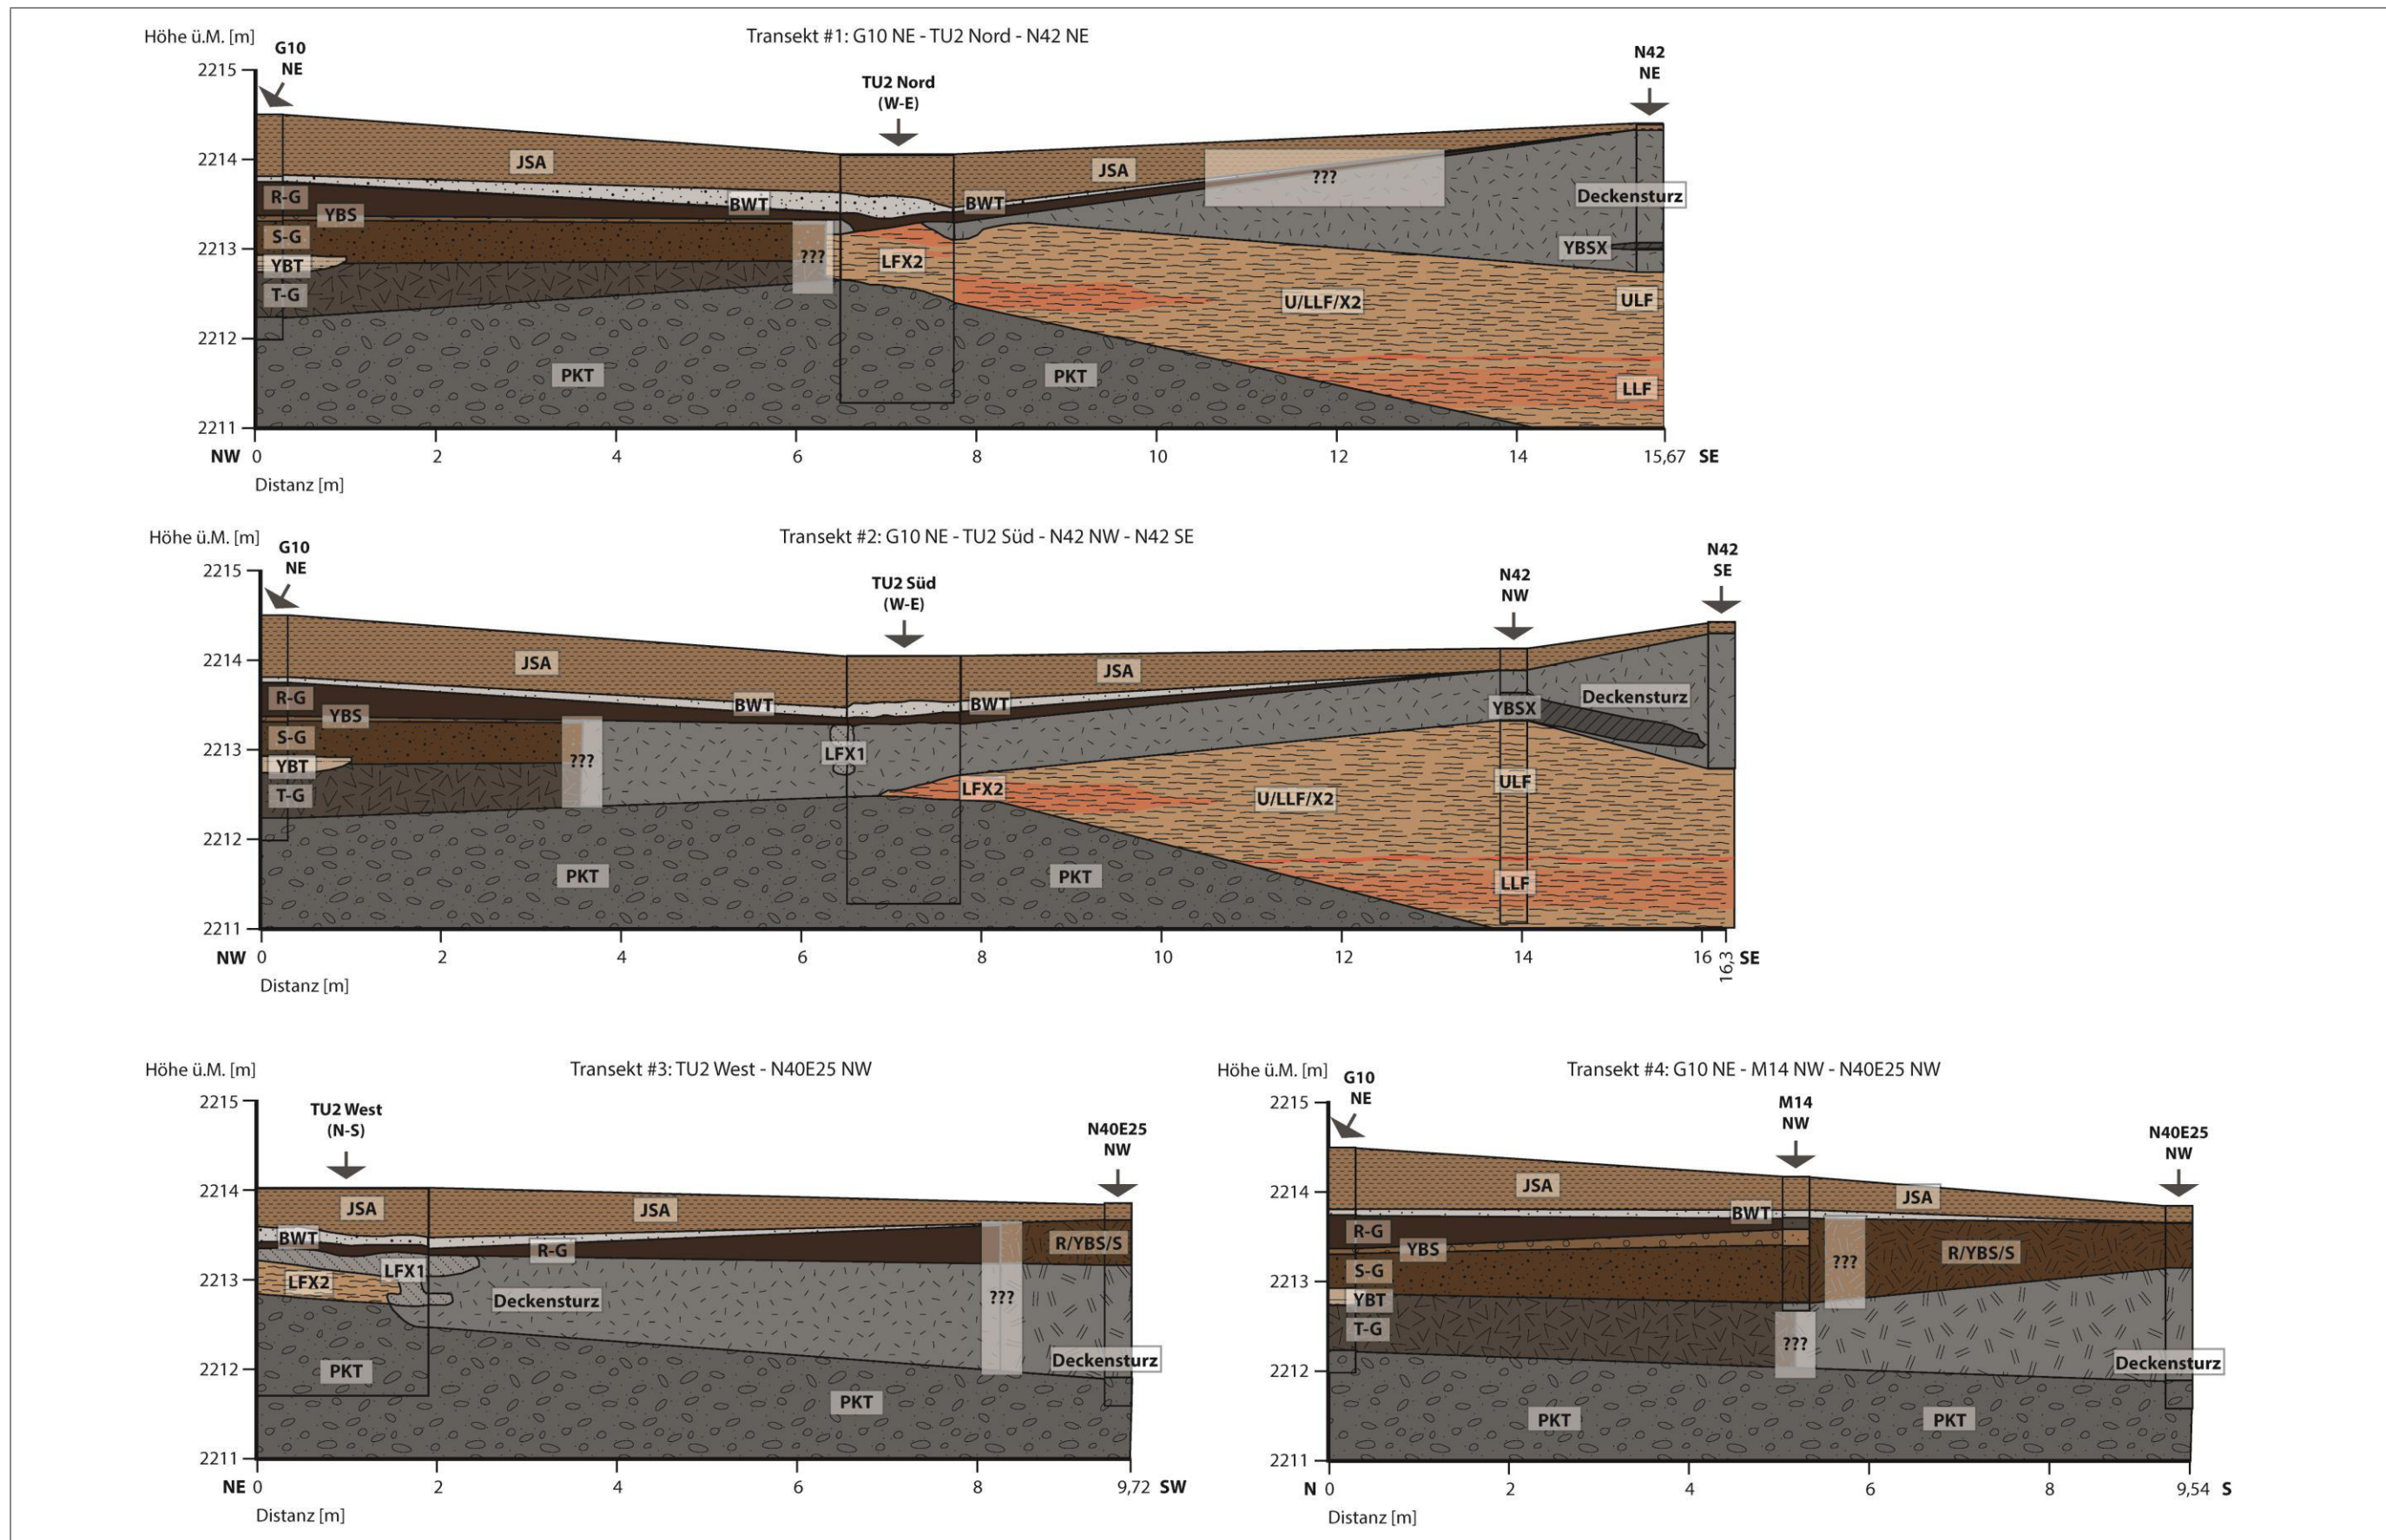 Transekt #1: G10 NE - TU2 Nord - N42 NE
Höhe ü.M. [m]
G10
NE
TU2 Nord
(W-E)
N42
NE
2215
2214
2213
2212
2211
JSA
JSA
???
R-G
YBS
BWT
BWT
Deckensturz
S-G
???
LFX2
YBSX
YBT
T-G
U/LLF/X2
ULF
PKT
PKT
LLF
NW 0 2 4 6 8 10 12 14 15,67 SE
Distanz [m]
Transekt #2: G10 NE - TU2 Süd - N42 NW - N42 SE
Höhe ü.M. [m]
G10
NE
TU2 Süd
(W-E)
N42
NW
N42
SE
2215
2214
2213
2212
2211
JSA
JSA
R-G
YBS
BWT
BWT
YBSX
Deckensturz
S-G
???
LFX1
YBT
T-G
LFX2
U/LLF/X2
ULF
PKT
PKT
LLF
NW 0 2 4 6 8 10 12 14 16 16,3 SE
Distanz [m]
Transekt #3: TU2 West - N40E25 NW
Höhe ü.M. [m]
TU2 West
(N-S)
N40E25
NW
2215
2214
2213
2212
2211
JSA
JSA
BWT
R-G
R/YBS/S
LFX1
LFX2
Deckensturz
???
Deckensturz
PKT
PKT
NE 0 2 4 6 8 9,72 SW
Distanz [m]
Transekt #4: G10 NE - M14 NW - N40E25 NW
Höhe ü.M. [m]
G10
NE
M14
NW
N40E25
NW
2215
2214
2213
2212
2211
JSA
JSA
BWT
R-G
YBS
???
R/YBS/S
S-G
YBT
T-G
???
Deckensturz
PKT
PKT
N 0 2 4 6 8 9,54 S
Distanz [m]